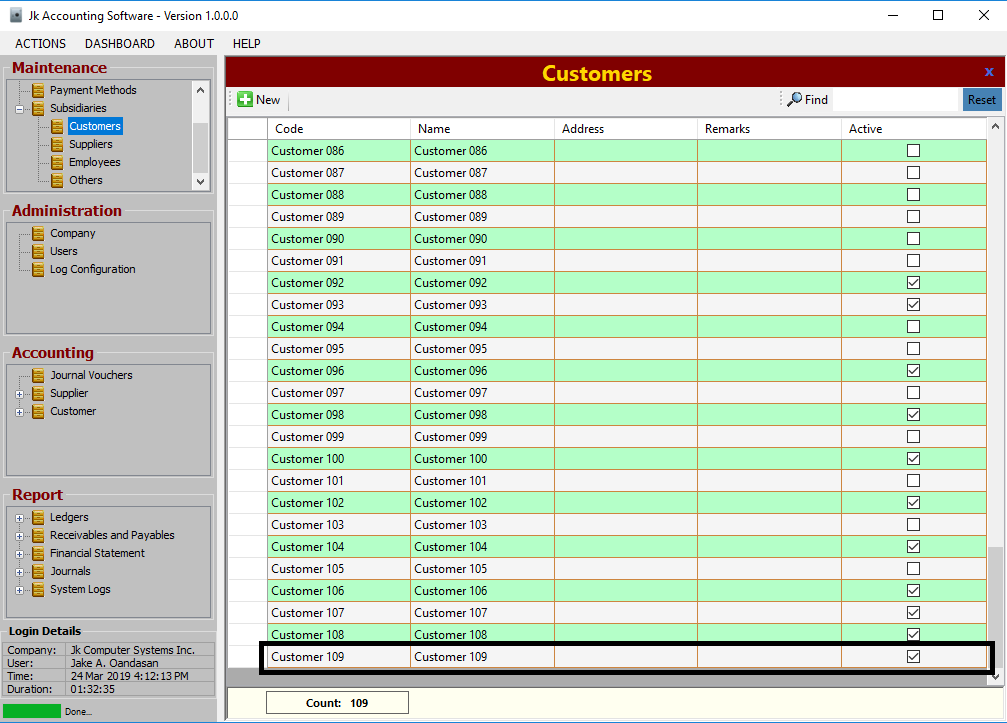 Jk Accounting Software - Version 1.0.0.0
ACTIONS DASHBOARD ABOUT HELP
Maintenance
Payment Methods
Subsidiaries
Customers
Suppliers
Employees
Others
Administration
Company
Users
Log Configuration
Accounting
Journal Vouchers
Supplier
Customer
Report
Ledgers
Receivables and Payables
Financial Statement
Journals
System Logs
Login Details
Company: Jk Computer Systems Inc.
User: Jake A. Oandasan
Time: 24 Mar 2019 4:12:13 PM
Duration: 01:32:35
Done...
Customers x
New Find Reset
Code Name Address Remarks Active
Customer 086 Customer 086
Customer 087 Customer 087
Customer 088 Customer 088
Customer 089 Customer 089
Customer 090 Customer 090
Customer 091 Customer 091
Customer 092 Customer 092
Customer 093 Customer 093
Customer 094 Customer 094
Customer 095 Customer 095
Customer 096 Customer 096
Customer 097 Customer 097
Customer 098 Customer 098
Customer 099 Customer 099
Customer 100 Customer 100
Customer 101 Customer 101
Customer 102 Customer 102
Customer 103 Customer 103
Customer 104 Customer 104
Customer 105 Customer 105
Customer 106 Customer 106
Customer 107 Customer 107
Customer 108 Customer 108
Customer 109 Customer 109
Count: 109